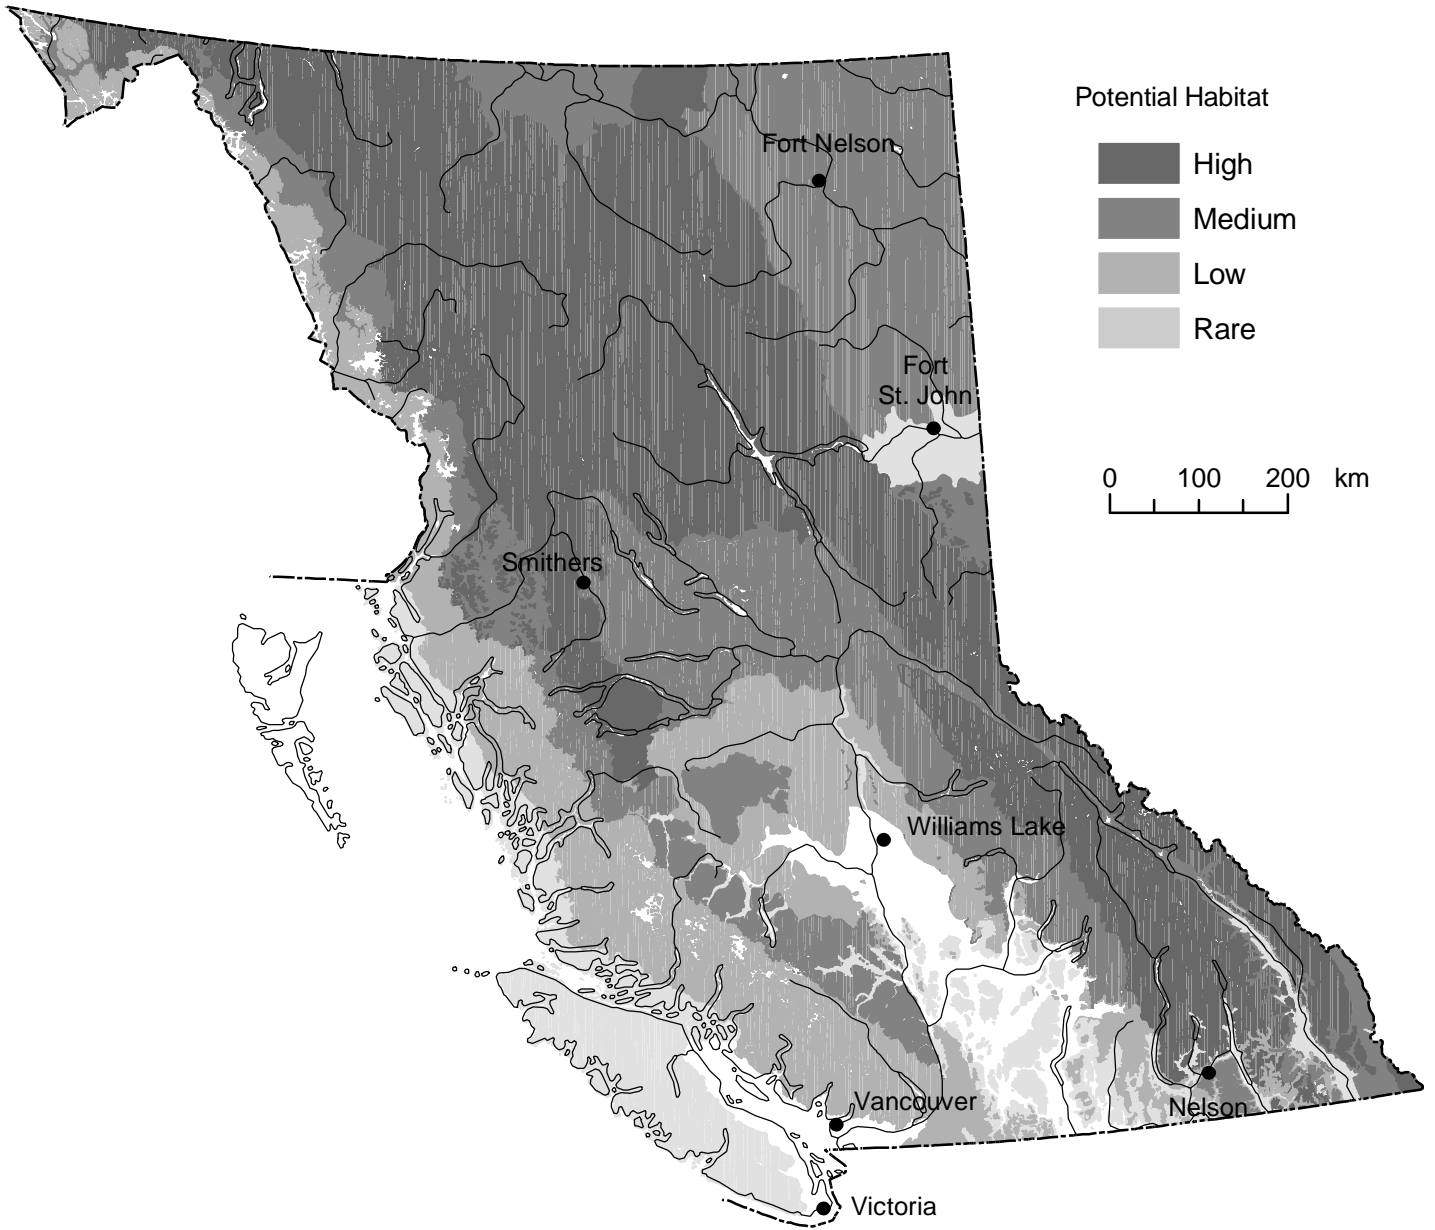 Potential Habitat
High
Medium
Low
Rare
Fort Nelson
Fort
St. John
0 100 200 km
Smithers
Williams Lake
Vancouver
Nelson
Victoria